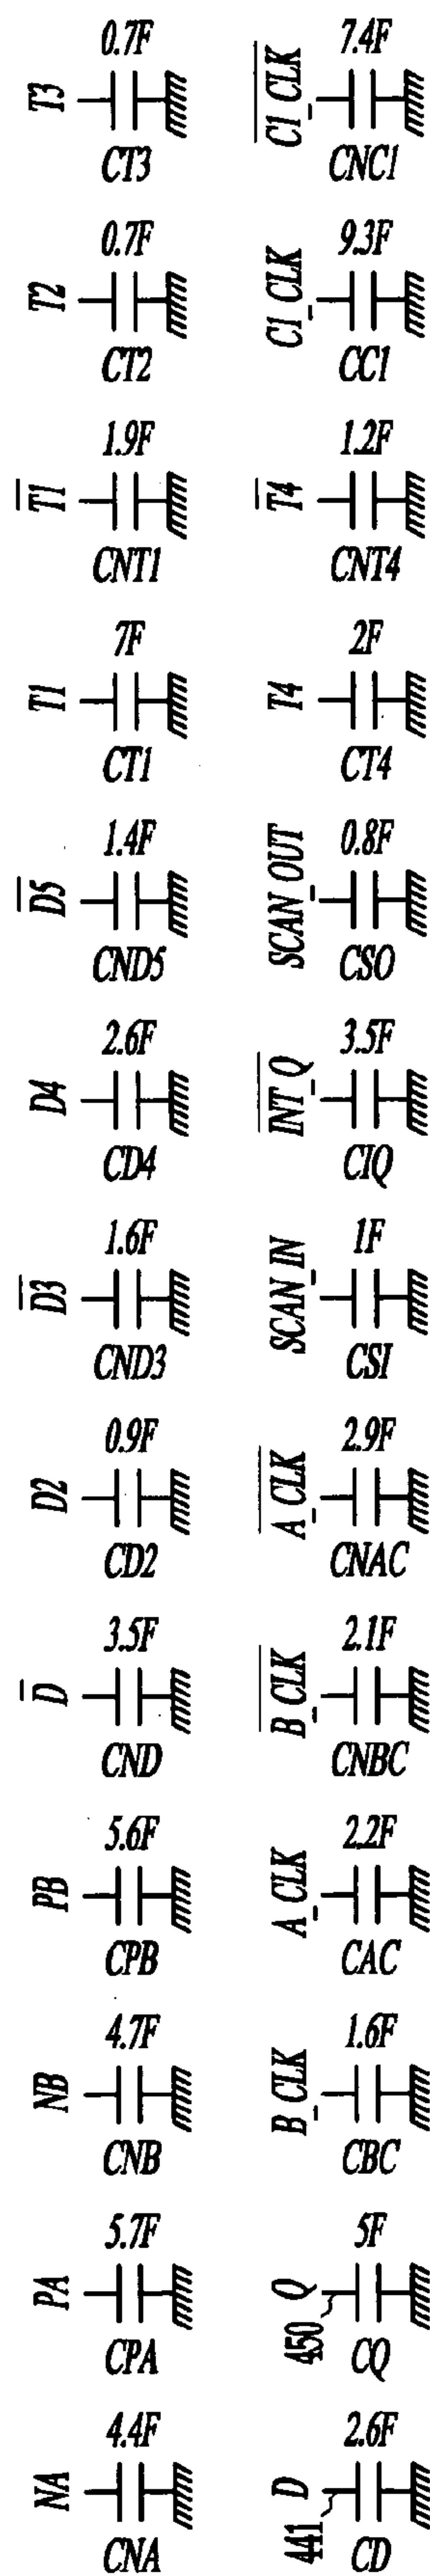 T3
0.7F
CT3
C1_CLK
7.4F
CNC1
T2
0.7F
CT2
C1_CLK
9.3F
CC1
T1
1.9F
CNT1
T4
1.2F
CNT4
T1
7F
CT1
T4
2F
CT4
D5
1.4F
CND5
SCAN_OUT
0.8F
CSO
D4
2.6F
CD4
INT_Q
3.5F
CIQ
D3
1.6F
CND3
SCAN_IN
1F
CSI
D2
0.9F
CD2
A_CLK
2.9F
CNAC
D
3.5F
CND
B_CLK
2.1F
CNBC
PB
5.6F
CPB
A_CLK
2.2F
CAC
NB
4.7F
CNB
B_CLK
1.6F
CBC
PA
5.7F
CPA
450
Q
5F
CQ
NA
4.4F
CNA
441
D
2.6F
CD